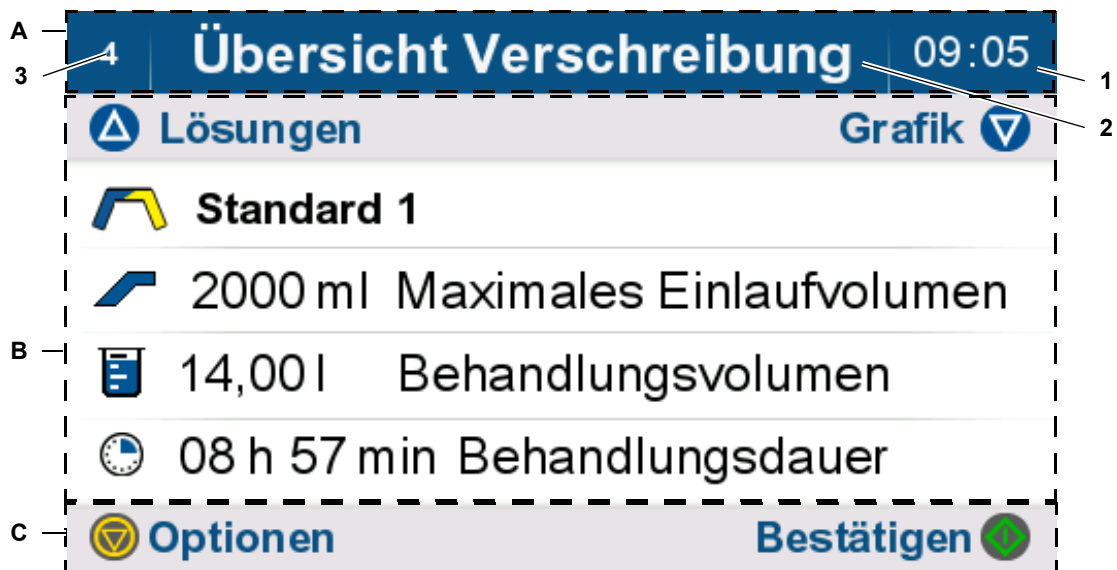 A
4 Übersicht Verschreibung 09:05
3
1
2
Lösungen Grafik
Standard 1
2000 ml Maximales Einlaufvolumen
B
14,00 l Behandlungsvolumen
08 h 57 min Behandlungsdauer
C
Optionen Bestätigen